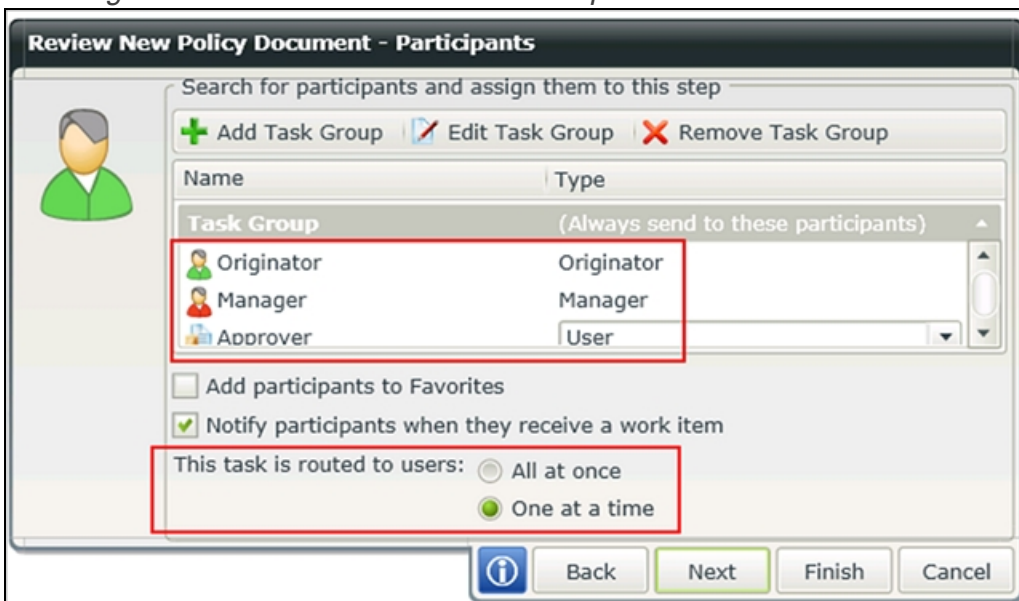 Review New Policy Document - Participants
Search for participants and assign them to this step
Add Task Group Edit Task Group Remove Task Group
Name Type
Task Group (Always send to these participants)
Originator Originator
Manager Manager
Approver User
Add participants to Favorites
Notify participants when they receive a work item
This task is routed to users: All at once
One at a time
Back Next Finish Cancel